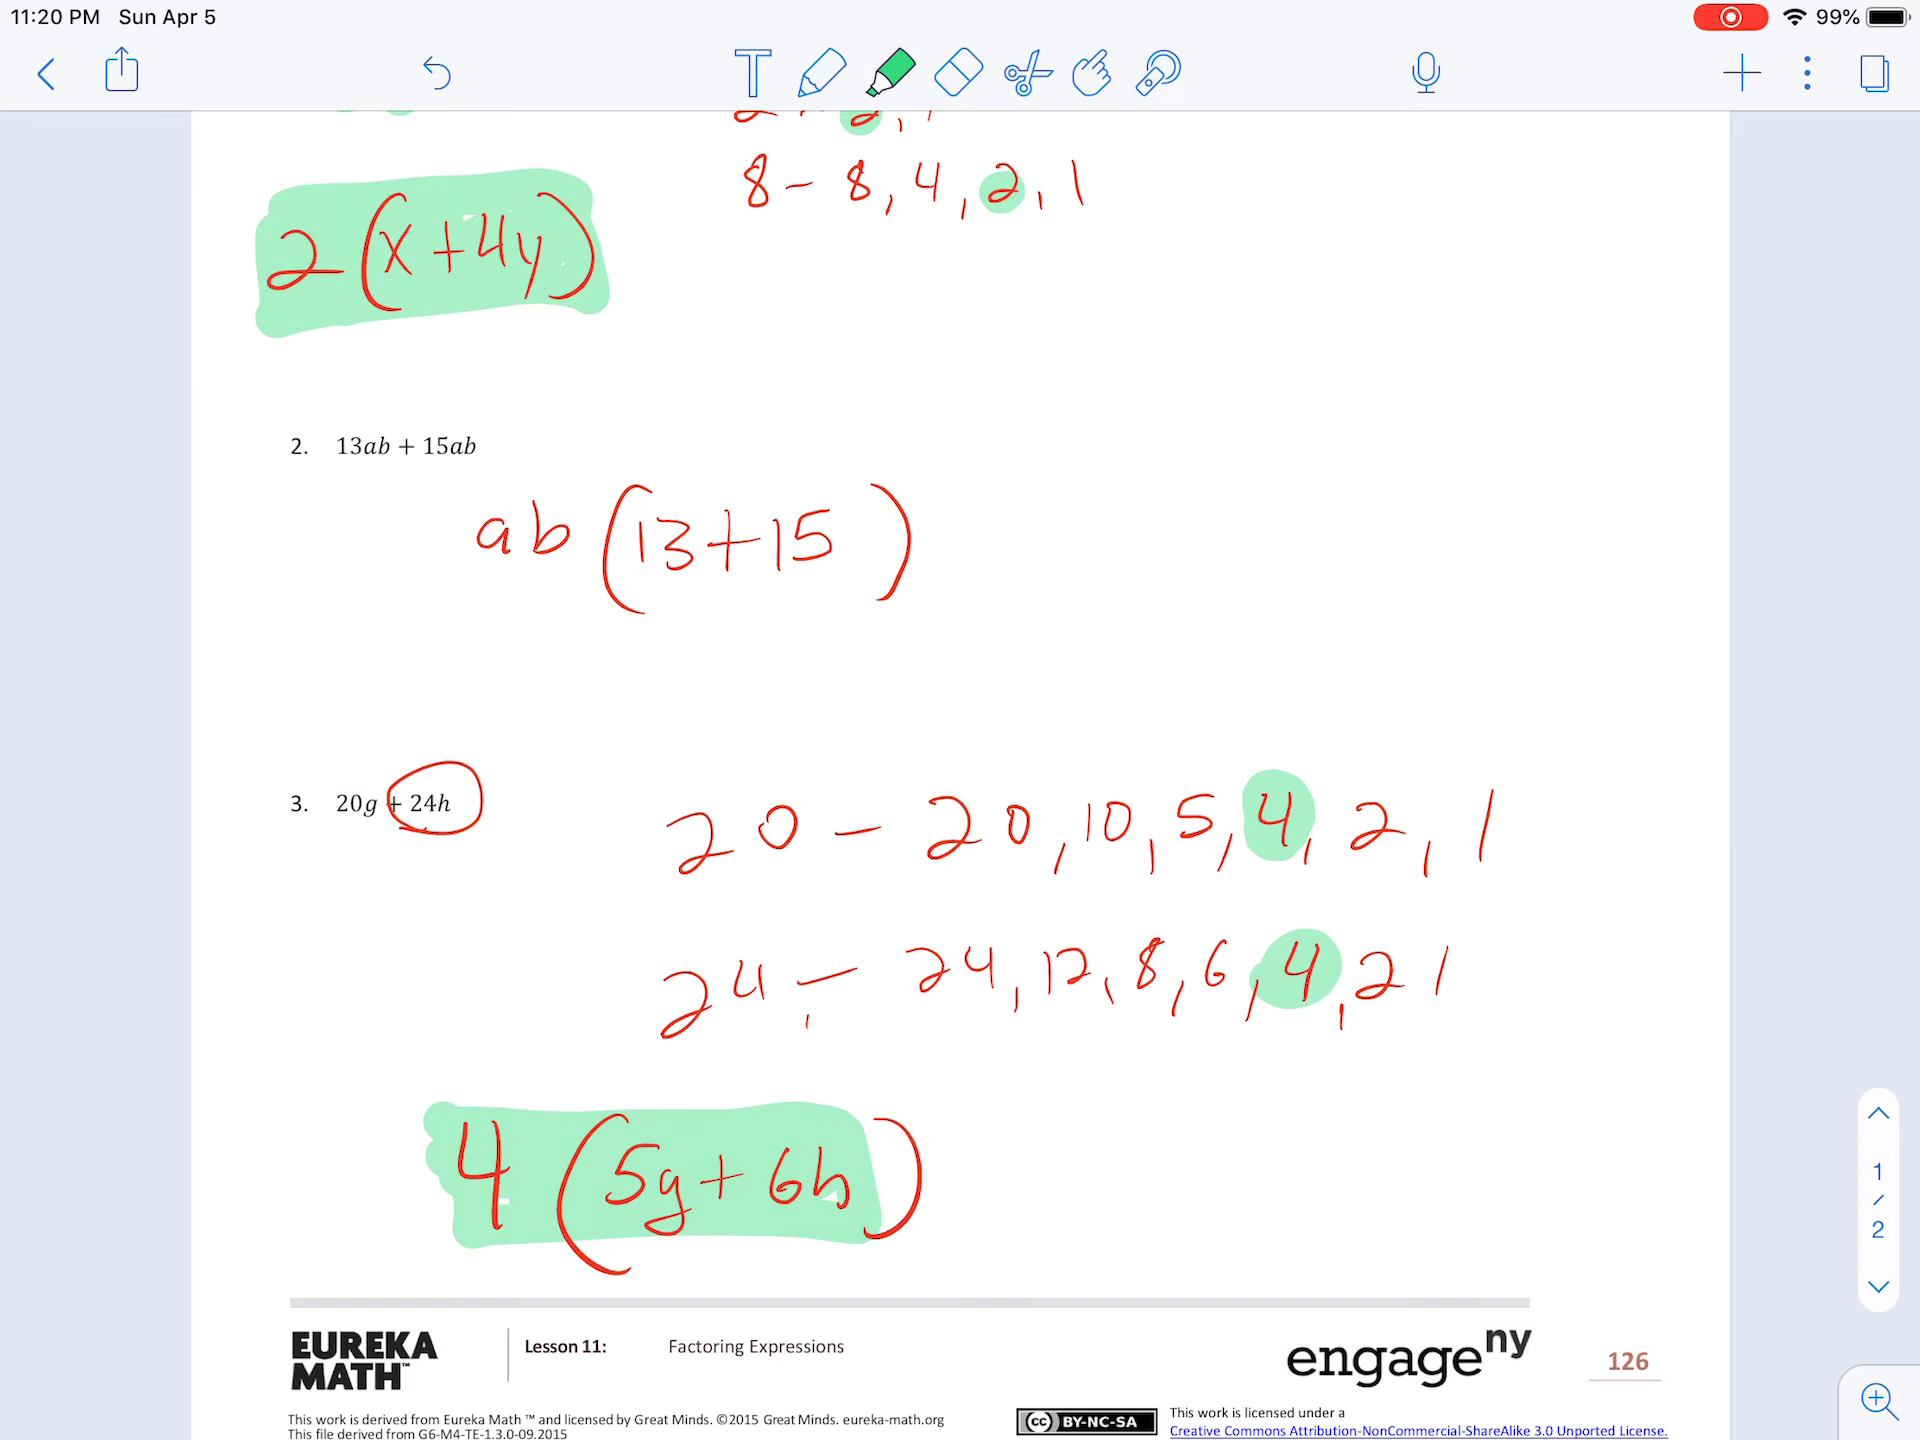 11:20 PM Sun Apr 5 99%
8 - 8, 4, 2, 1
2 (x + 4y)
2. 13ab + 15ab
ab (13 + 15 )
3. 20g + 24h
20 - 20, 10, 5, 4, 2, 1
24 - 24, 12, 8, 6, 4, 2 1
4 (5g + 6h)
1
/
2
EUREKA MATH™
Lesson 11: Factoring Expressions
engage ny
126
This work is derived from Eureka Math ™ and licensed by Great Minds. ©2015 Great Minds. eureka-math.org
This file derived from G6-M4-TE-1.3.0-09.2015
cc BY-NC-SA
This work is licensed under a
Creative Commons Attribution-NonCommercial-ShareAlike 3.0 Unported License.